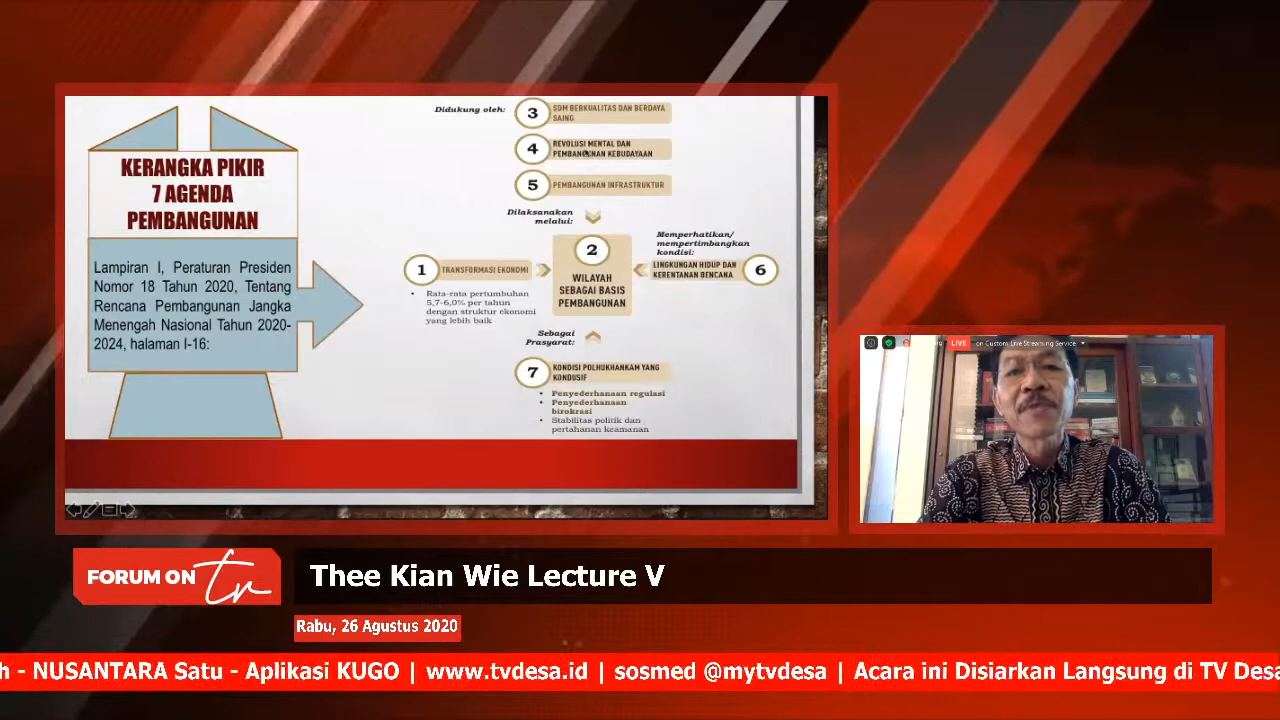 KERANGKA PIKIR
7 AGENDA
PEMBANGUNAN
Lampiran I, Peraturan Presiden
Nomor 18 Tahun 2020, Tentang
Rencana Pembangunan Jangka
Menengah Nasional Tahun 2020-
2024, halaman I-16:
Didukung oleh:
3
SDM BERKUALITAS DAN BERDAYA
SAING
4
REVOLUSI MENTAL DAN
PEMBANGUNAN KEBUDAYAAN
5
PEMBANGUNAN INFRASTRUKTUR
Dilaksanakan
melalui:
2
WILAYAH
SEBAGAI BASIS
PEMBANGUNAN
1
TRANSFORMASI EKONOMI
• Rata-rata pertumbuhan
5,7-6,0% per tahun
dengan struktur ekonomi
yang lebih baik
Memperhatikan/
mempertimbangkan
kondisi:
LINGKUNGAN HIDUP DAN
KERENTANAN BENCANA
6
Sebagai
Prasyarat:
7
KONDISI POLHUKHANKAM YANG
KONDUSIF
• Penyederhanaan regulasi
• Penyederhanaan
birokrasi
• Stabilitas politik dan
pertahanan keamanan
LIVE on Custom Live Streaming Service
FORUM ON tr
Thee Kian Wie Lecture V
Rabu, 26 Agustus 2020
h - NUSANTARA Satu - Aplikasi KUGO | www.tvdesa.id | sosmed @mytvdesa | Acara ini Disiarkan Langsung di TV Desa